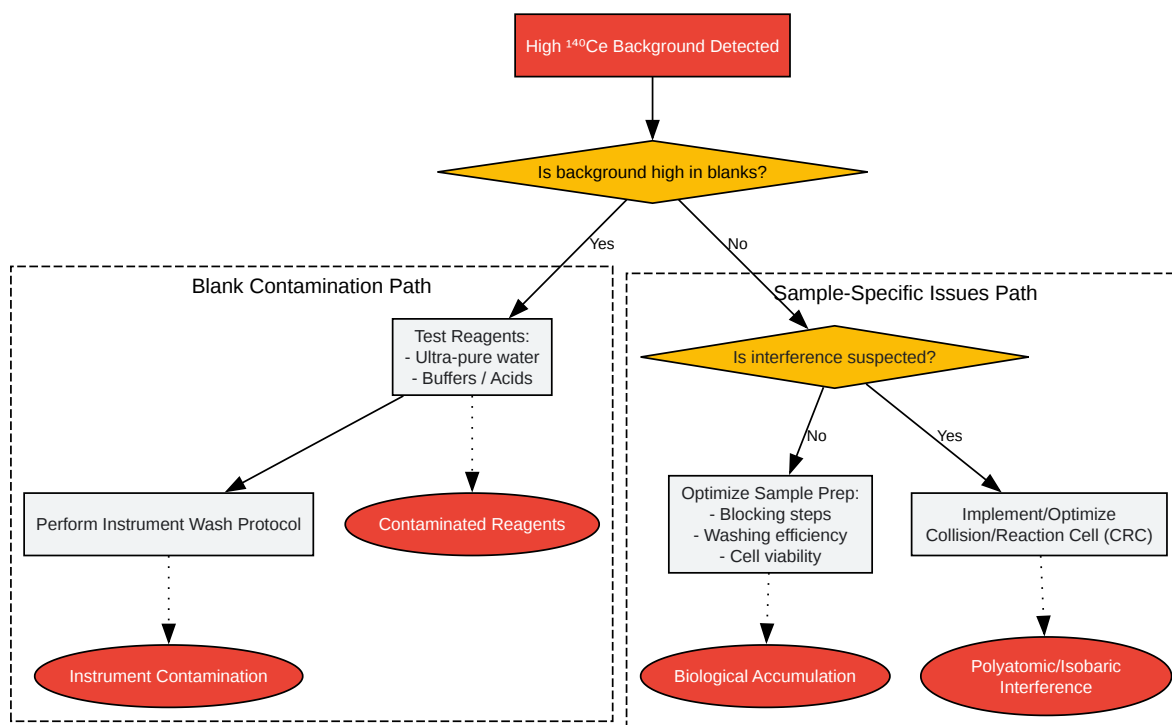 High ¹⁴⁰Ce Background Detected
Is background high in blanks?
Yes
No
Blank Contamination Path
Sample-Specific Issues Path
Test Reagents:
- Ultra-pure water
- Buffers / Acids
Is interference suspected?
No
Yes
Perform Instrument Wash Protocol
Contaminated Reagents
Optimize Sample Prep:
- Blocking steps
- Washing efficiency
- Cell viability
Implement/Optimize
Collision/Reaction Cell (CRC)
Instrument Contamination
Biological Accumulation
Polyatomic/Isobaric
Interference